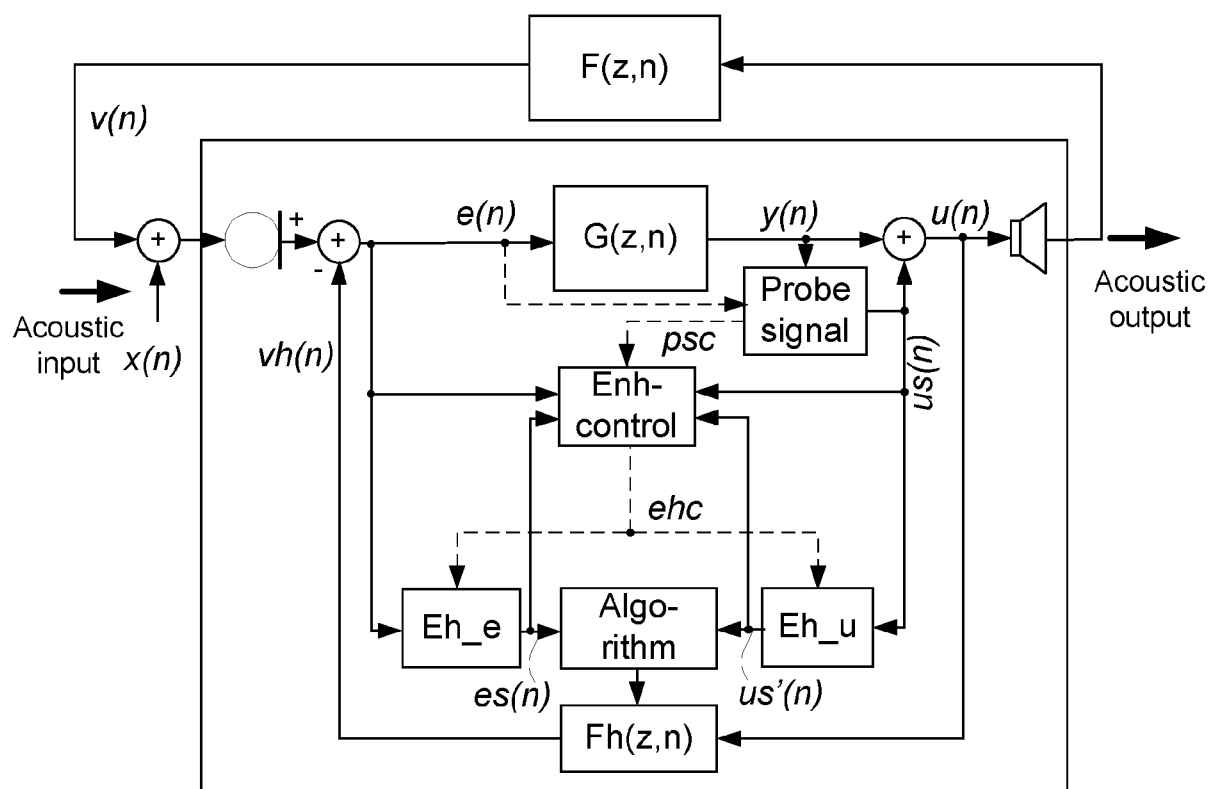 F(z,n)
v(n)
e(n)
G(z,n)
y(n)
u(n)
+
+
+
-
+
Acoustic
input
x(n)
vh(n)
Probe
signal
psc
us(n)
Acoustic
output
Enh-
control
ehc
Eh_e
Algo-
rithm
Eh_u
es(n)
us’(n)
Fh(z,n)